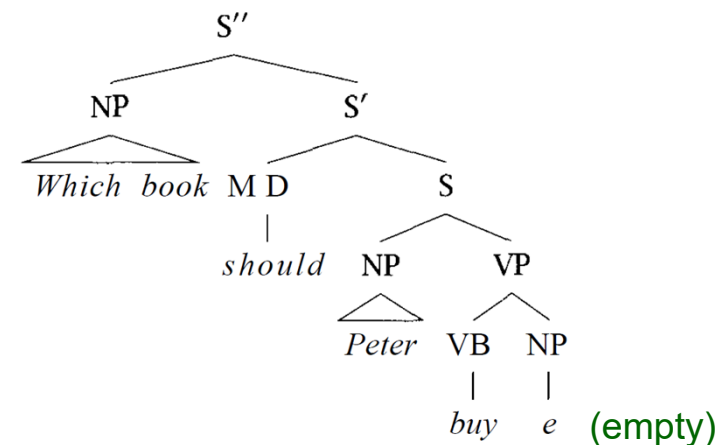 S′′
NP S′
Which book M D S
should NP VP
Peter VB NP
buy e (empty)